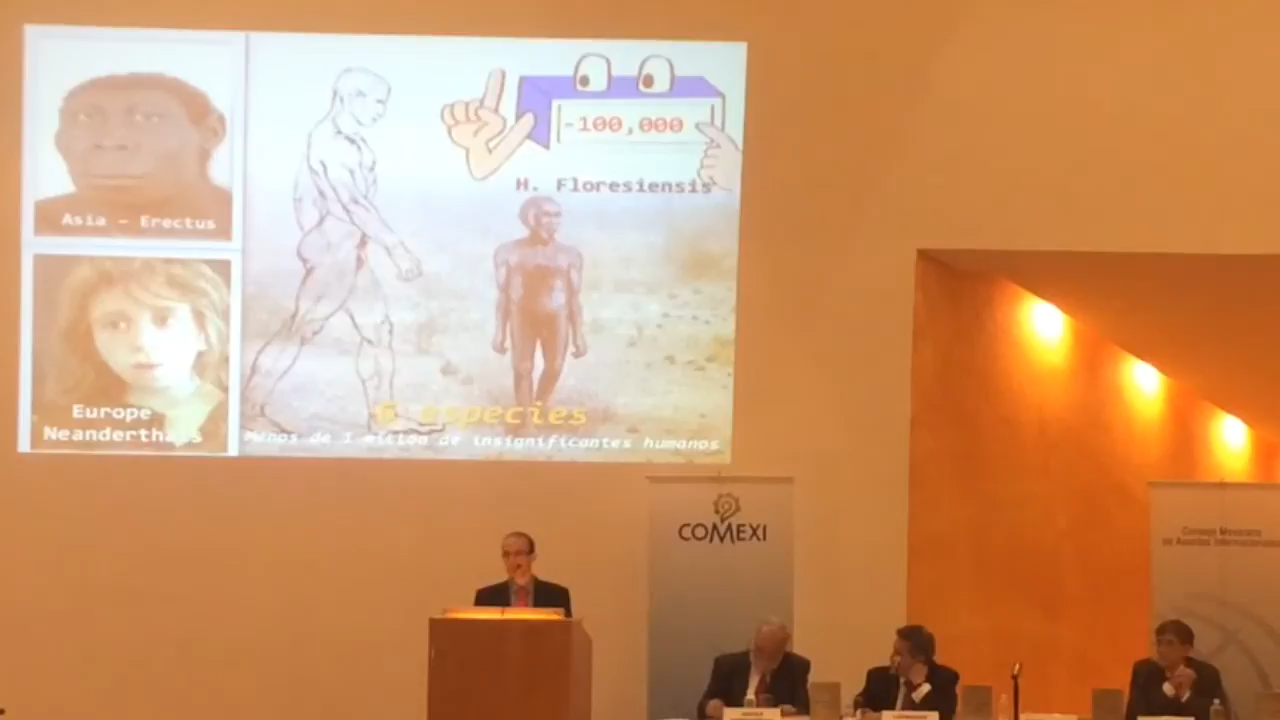 -100,000
H. Floresiensis
Asia - Erectus
Europe
Neanderthals
6 especies
Menos de 1 millón de insignificantes humanos
COMEXI
Consejo Mexicano
de Asuntos Internacionales